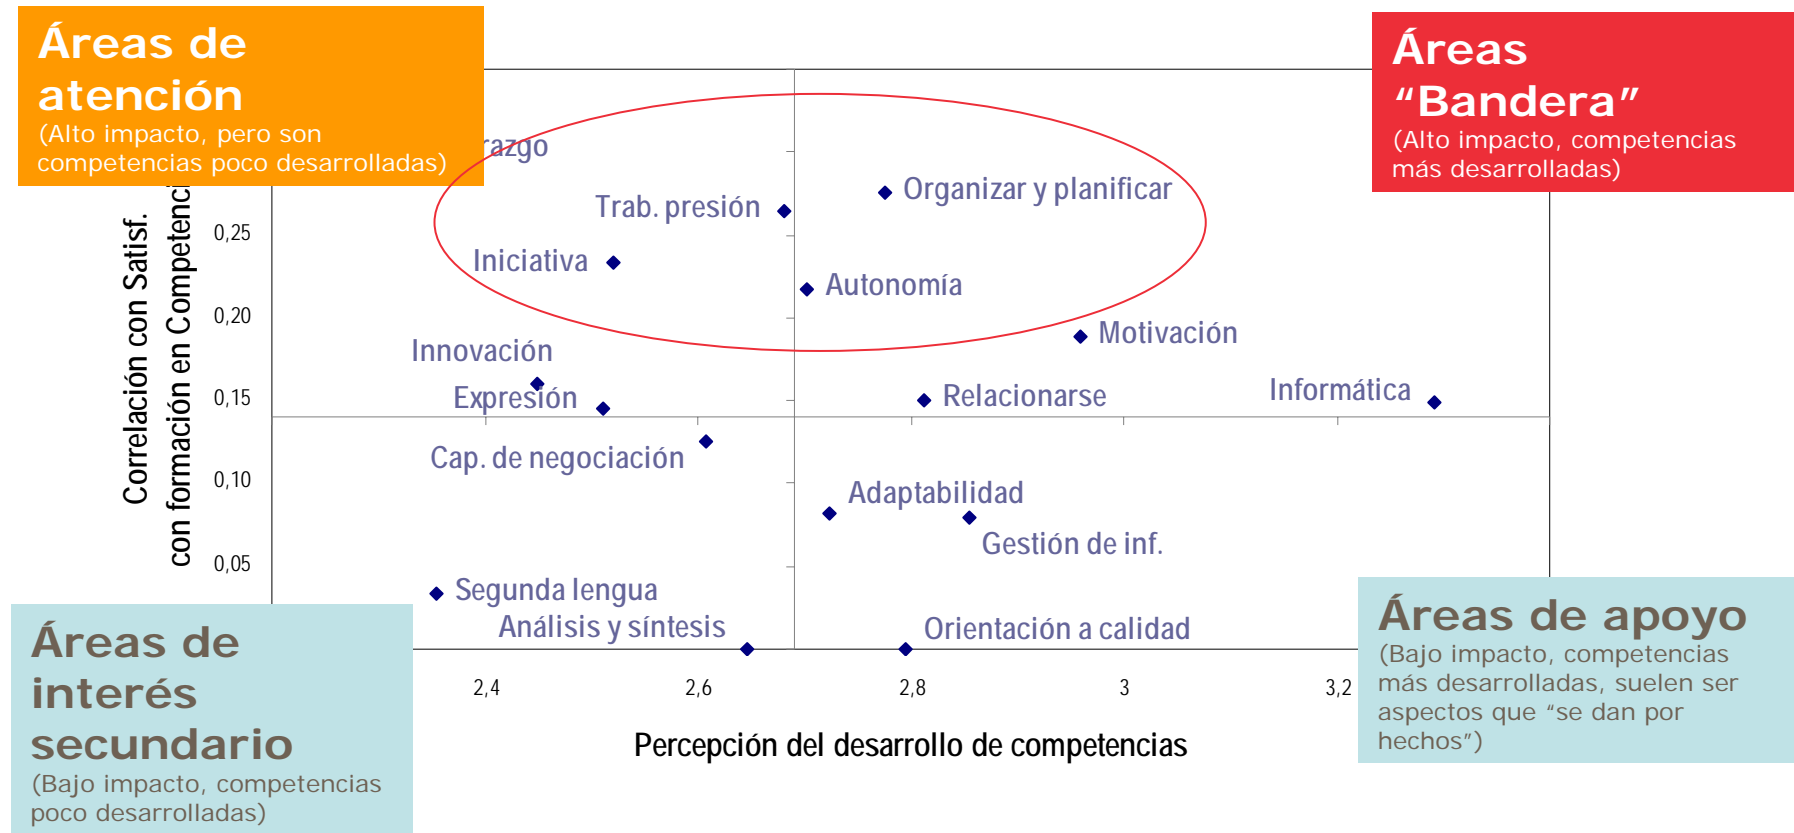 Áreas de
atención
(Alto impacto, pero son
competencias poco desarrolladas)
Áreas
“Bandera”
(Alto impacto, competencias
más desarrolladas)
Organizar y planificar
Trab. presión
Iniciativa
Autonomía
Motivación
Innovación
Expresión
Relacionarse
Informática
Cap. de negociación
Adaptabilidad
Gestión de inf.
Segunda lengua
Análisis y síntesis
Orientación a calidad
Correlación con Satisf.
con formación en
0,25
0,20
0,15
0,10
0,05
2,4
2,6
2,8
3
3,2
Percepción del desarrollo de competencias
Áreas de
interés
secundario
(Bajo impacto, competencias
poco desarrolladas)
Áreas de apoyo
(Bajo impacto, competencias
más desarrolladas, suelen ser
aspectos que “se dan por
hechos”)